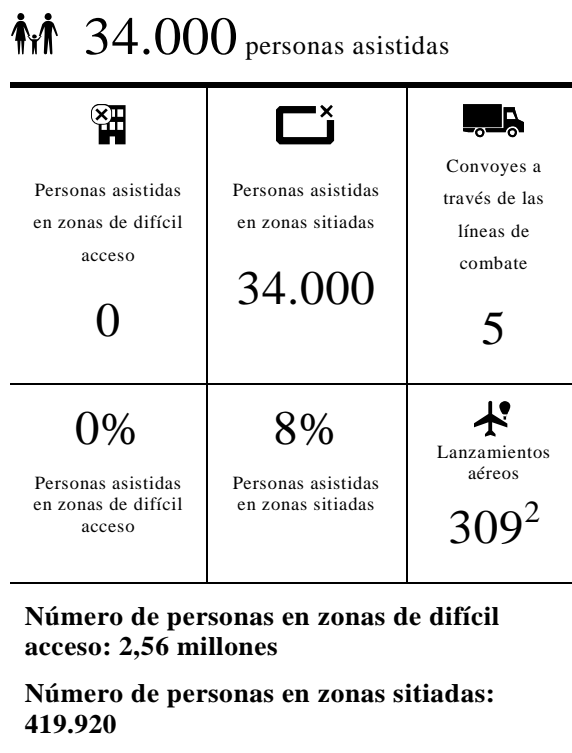 34.000 personas asistidas
Personas asistidas
en zonas de difícil
acceso
0
Personas asistidas
en zonas sitiadas
34.000
Convoyes a
través de las
líneas de
combate
5
0%
Personas asistidas
en zonas de difícil
acceso
8%
Personas asistidas
en zonas sitiadas
Lanzamientos
aéreos
309²
Número de personas en zonas de difícil
acceso: 2,56 millones
Número de personas en zonas sitiadas:
419.920